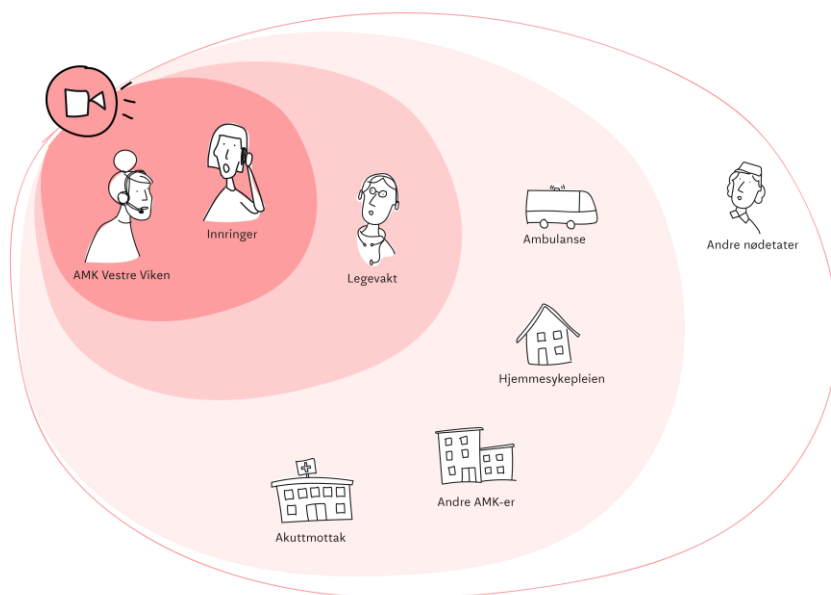 Innringer
AMK Vestre Viken
Legevakt
Ambulanse
Andre nødetater
Hjemmesykepleien
Andre AMK-er
Akuttmottak